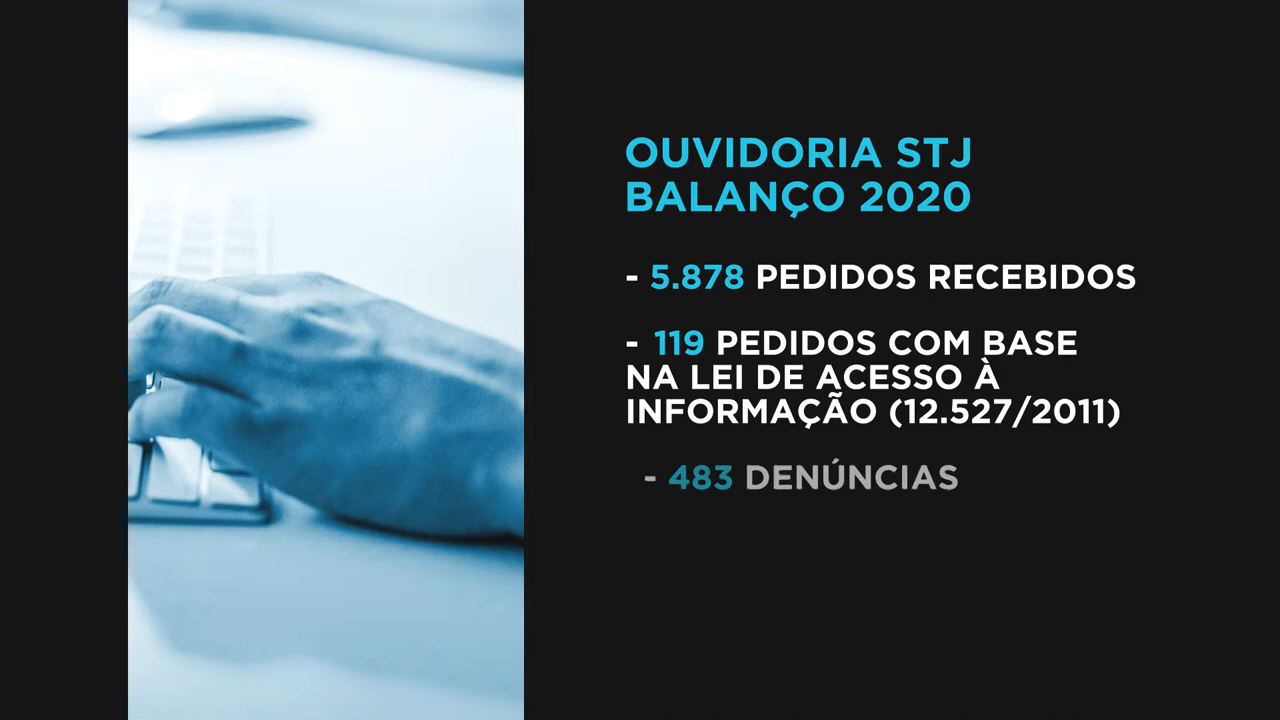 OUVIDORIA STJ
BALANÇO 2020
- 5.878 PEDIDOS RECEBIDOS
- 119 PEDIDOS COM BASE
NA LEI DE ACESSO À
INFORMAÇÃO (12.527/2011)
- 483 DENÚNCIAS